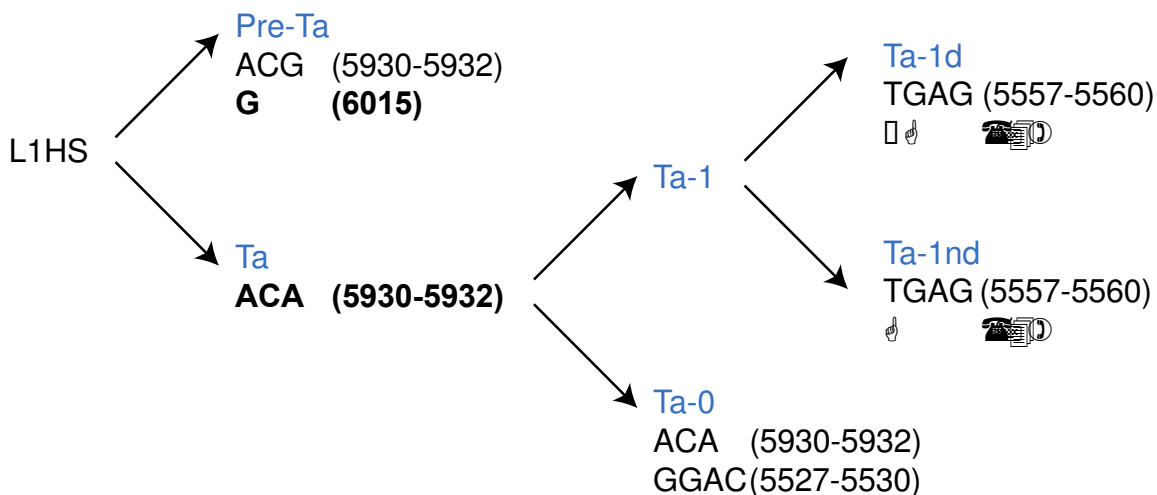 Pre-Ta
ACG (5930-5932)
G (6015)
L1HS
Ta
ACA (5930-5932)
Ta-1
Ta-1d
TGAG (5557-5560)
Ta-1nd
TGAG (5557-5560)
Ta-0
ACA (5930-5932)
GGAC(5527-5530)